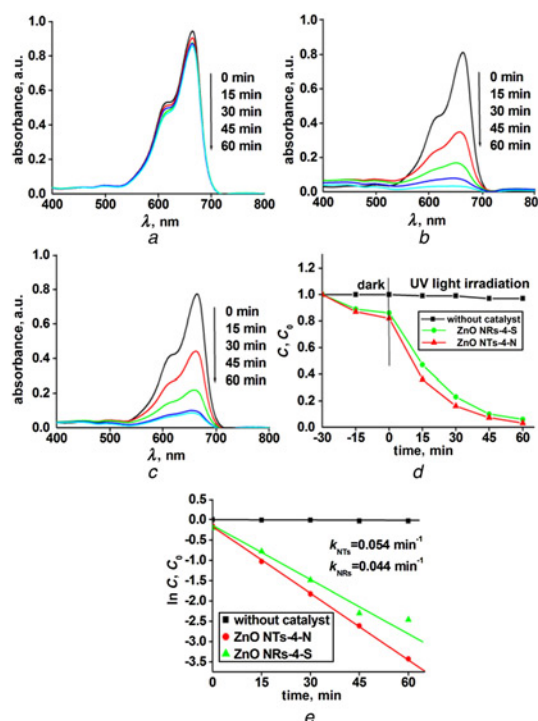 1.0
0.8
0.6
0.4
0.2
0.0
absorbance, a.u.
0 min
15 min
30 min
45 min
60 min
400 500 600 700 800
λ, nm
a
1.0
0.8
0.6
0.4
0.2
0.0
absorbance, a.u.
0 min
15 min
30 min
45 min
60 min
400 500 600 700 800
λ, nm
b
1.0
0.8
0.6
0.4
0.2
0.0
absorbance, a.u.
0 min
15 min
30 min
45 min
60 min
400 500 600 700 800
λ, nm
c
1.2
1.0
0.8
0.6
0.4
0.2
0.0
C, C0
dark UV light irradiation
without catalyst
ZnO NRs-4-S
ZnO NTs-4-N
-30 -15 0 15 30 45 60
time, min
d
0.5
0.0
-0.5
-1.0
-1.5
-2.0
-2.5
-3.0
-3.5
ln C, C0
kNTs=0.054 min-1
kNRs=0.044 min-1
without catalyst
ZnO NTs-4-N
ZnO NRs-4-S
0 15 30 45 60
time, min
e